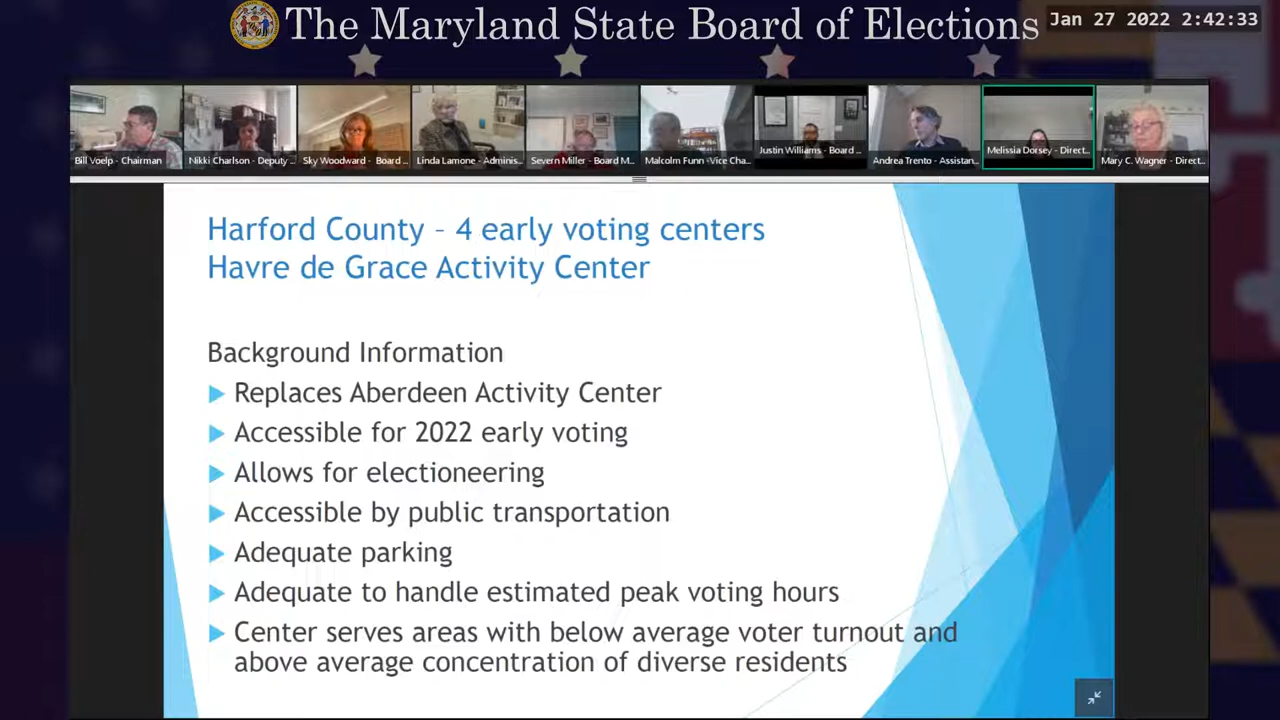 The Maryland State Board of Elections
Jan 27 2022 2:42:33
Bill Voelp - Chairman
Nikki Charlson - Deputy ...
Sky Woodward - Board ...
Linda Lamone - Adminis...
Severn Miller - Board M...
Malcolm Funn -Vice Cha...
Justin Williams - Board ...
Andrea Trento - Assistan...
Melissia Dorsey - Direct...
Mary C. Wagner - Direct...
Harford County – 4 early voting centers
Havre de Grace Activity Center
Background Information
Replaces Aberdeen Activity Center
Accessible for 2022 early voting
Allows for electioneering
Accessible by public transportation
Adequate parking
Adequate to handle estimated peak voting hours
Center serves areas with below average voter turnout and
above average concentration of diverse residents